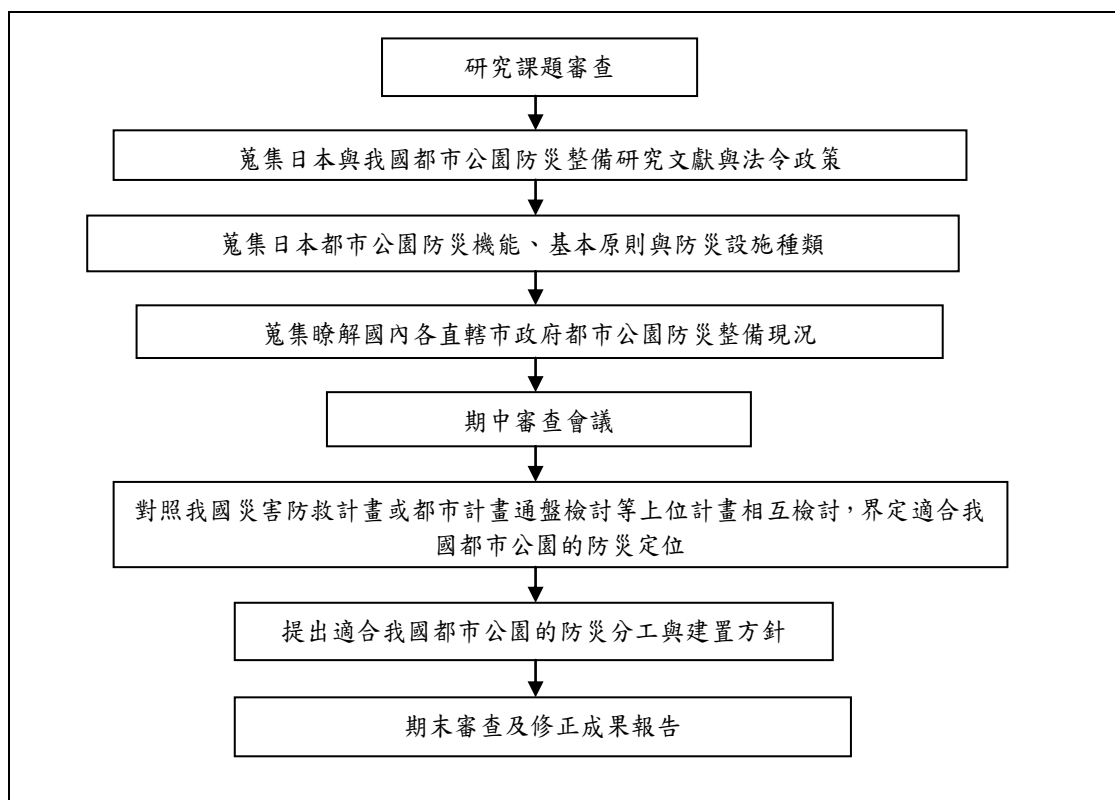 研究課題審查
蒐集日本與我國都市公園防災整備研究文獻與法令政策
蒐集日本都市公園防災機能、基本原則與防災設施種類
蒐集瞭解國內各直轄市政府都市公園防災整備現況
期中審查會議
對照我國災害防救計畫或都市計畫通盤檢討等上位計畫相互檢討，界定適合我
國都市公園的防災定位
提出適合我國都市公園的防災分工與建置方針
期末審查及修正成果報告